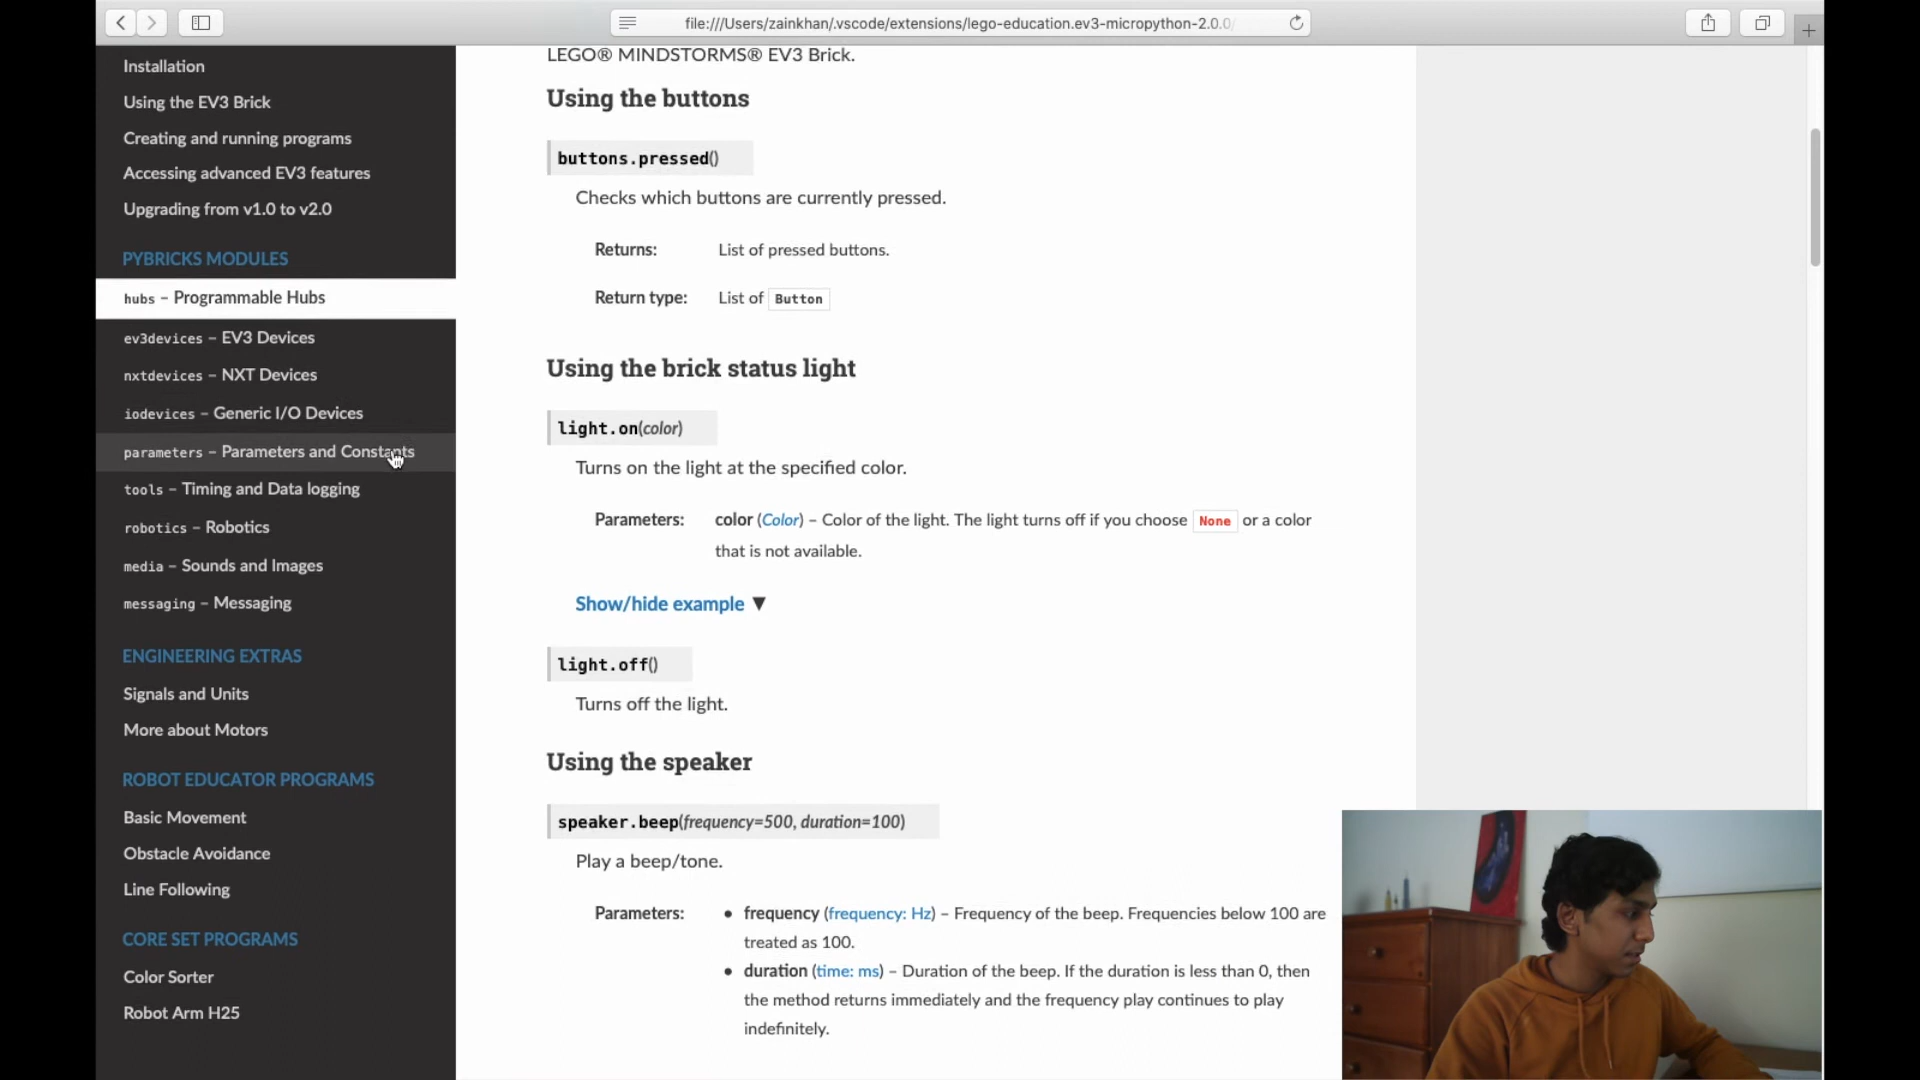 file:///Users/zainkhan/.vscode/extensions/lego-education.ev3-micropython-2.0.0/
Installation
Using the EV3 Brick
Creating and running programs
Accessing advanced EV3 features
Upgrading from v1.0 to v2.0
PYBRICKS MODULES
hubs – Programmable Hubs
ev3devices – EV3 Devices
nxtdevices – NXT Devices
iodevices – Generic I/O Devices
parameters – Parameters and Constants
tools – Timing and Data logging
robotics – Robotics
media – Sounds and Images
messaging – Messaging
ENGINEERING EXTRAS
Signals and Units
More about Motors
ROBOT EDUCATOR PROGRAMS
Basic Movement
Obstacle Avoidance
Line Following
CORE SET PROGRAMS
Color Sorter
Robot Arm H25
LEGO® MINDSTORMS® EV3 Brick.
Using the buttons
buttons.pressed()
Checks which buttons are currently pressed.
Returns: List of pressed buttons.
Return type: List of Button
Using the brick status light
light.on(color)
Turns on the light at the specified color.
Parameters: color (Color) – Color of the light. The light turns off if you choose None or a color
that is not available.
Show/hide example ▼
light.off()
Turns off the light.
Using the speaker
speaker.beep(frequency=500, duration=100)
Play a beep/tone.
Parameters: • frequency (frequency: Hz) – Frequency of the beep. Frequencies below 100 are
treated as 100.
• duration (time: ms) – Duration of the beep. If the duration is less than 0, then
the method returns immediately and the frequency play continues to play
indefinitely.